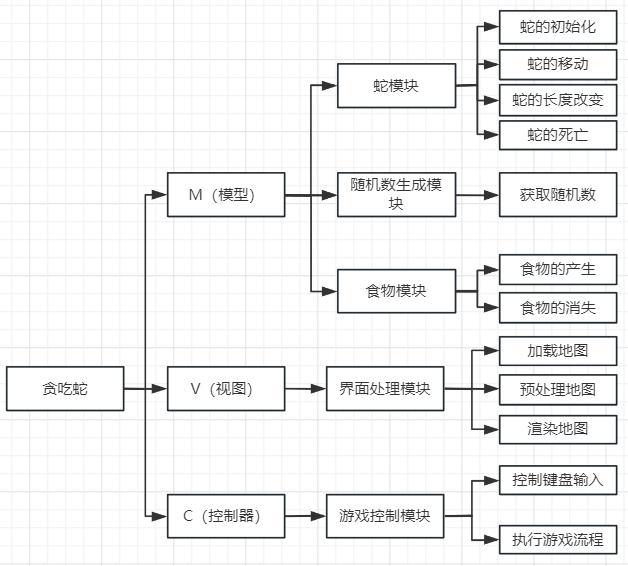 蛇的初始化
蛇的移动
蛇模块
蛇的长度改变
蛇的死亡
M（模型）
随机数生成模
块
获取随机数
食物的产生
食物模块
食物的消失
加载地图
贪吃蛇
V（视图）
界面处理模块
预处理地图
渲染地图
控制键盘输入
C（控制器）
游戏控制模块
执行游戏流程